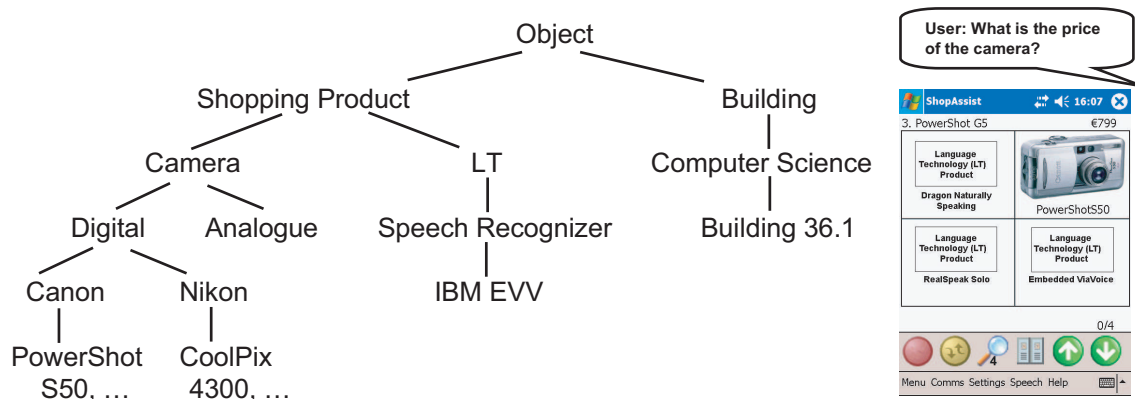 Object
Shopping Product
Building
Camera
LT
Computer Science
Digital
Analogue
Speech Recognizer
Building 36.1
Canon
Nikon
IBM EVV
PowerShot
S50, …
CoolPix
4300, …
User: What is the price
of the camera?
ShopAssist
16:07
3. PowerShot G5
€799
Language
Technology (LT)
Product
Dragon Naturally
Speaking
PowerShotS50
Language
Technology (LT)
Product
RealSpeak Solo
Language
Technology (LT)
Product
Embedded ViaVoice
0/4
4
Menu Comms Settings Speech Help